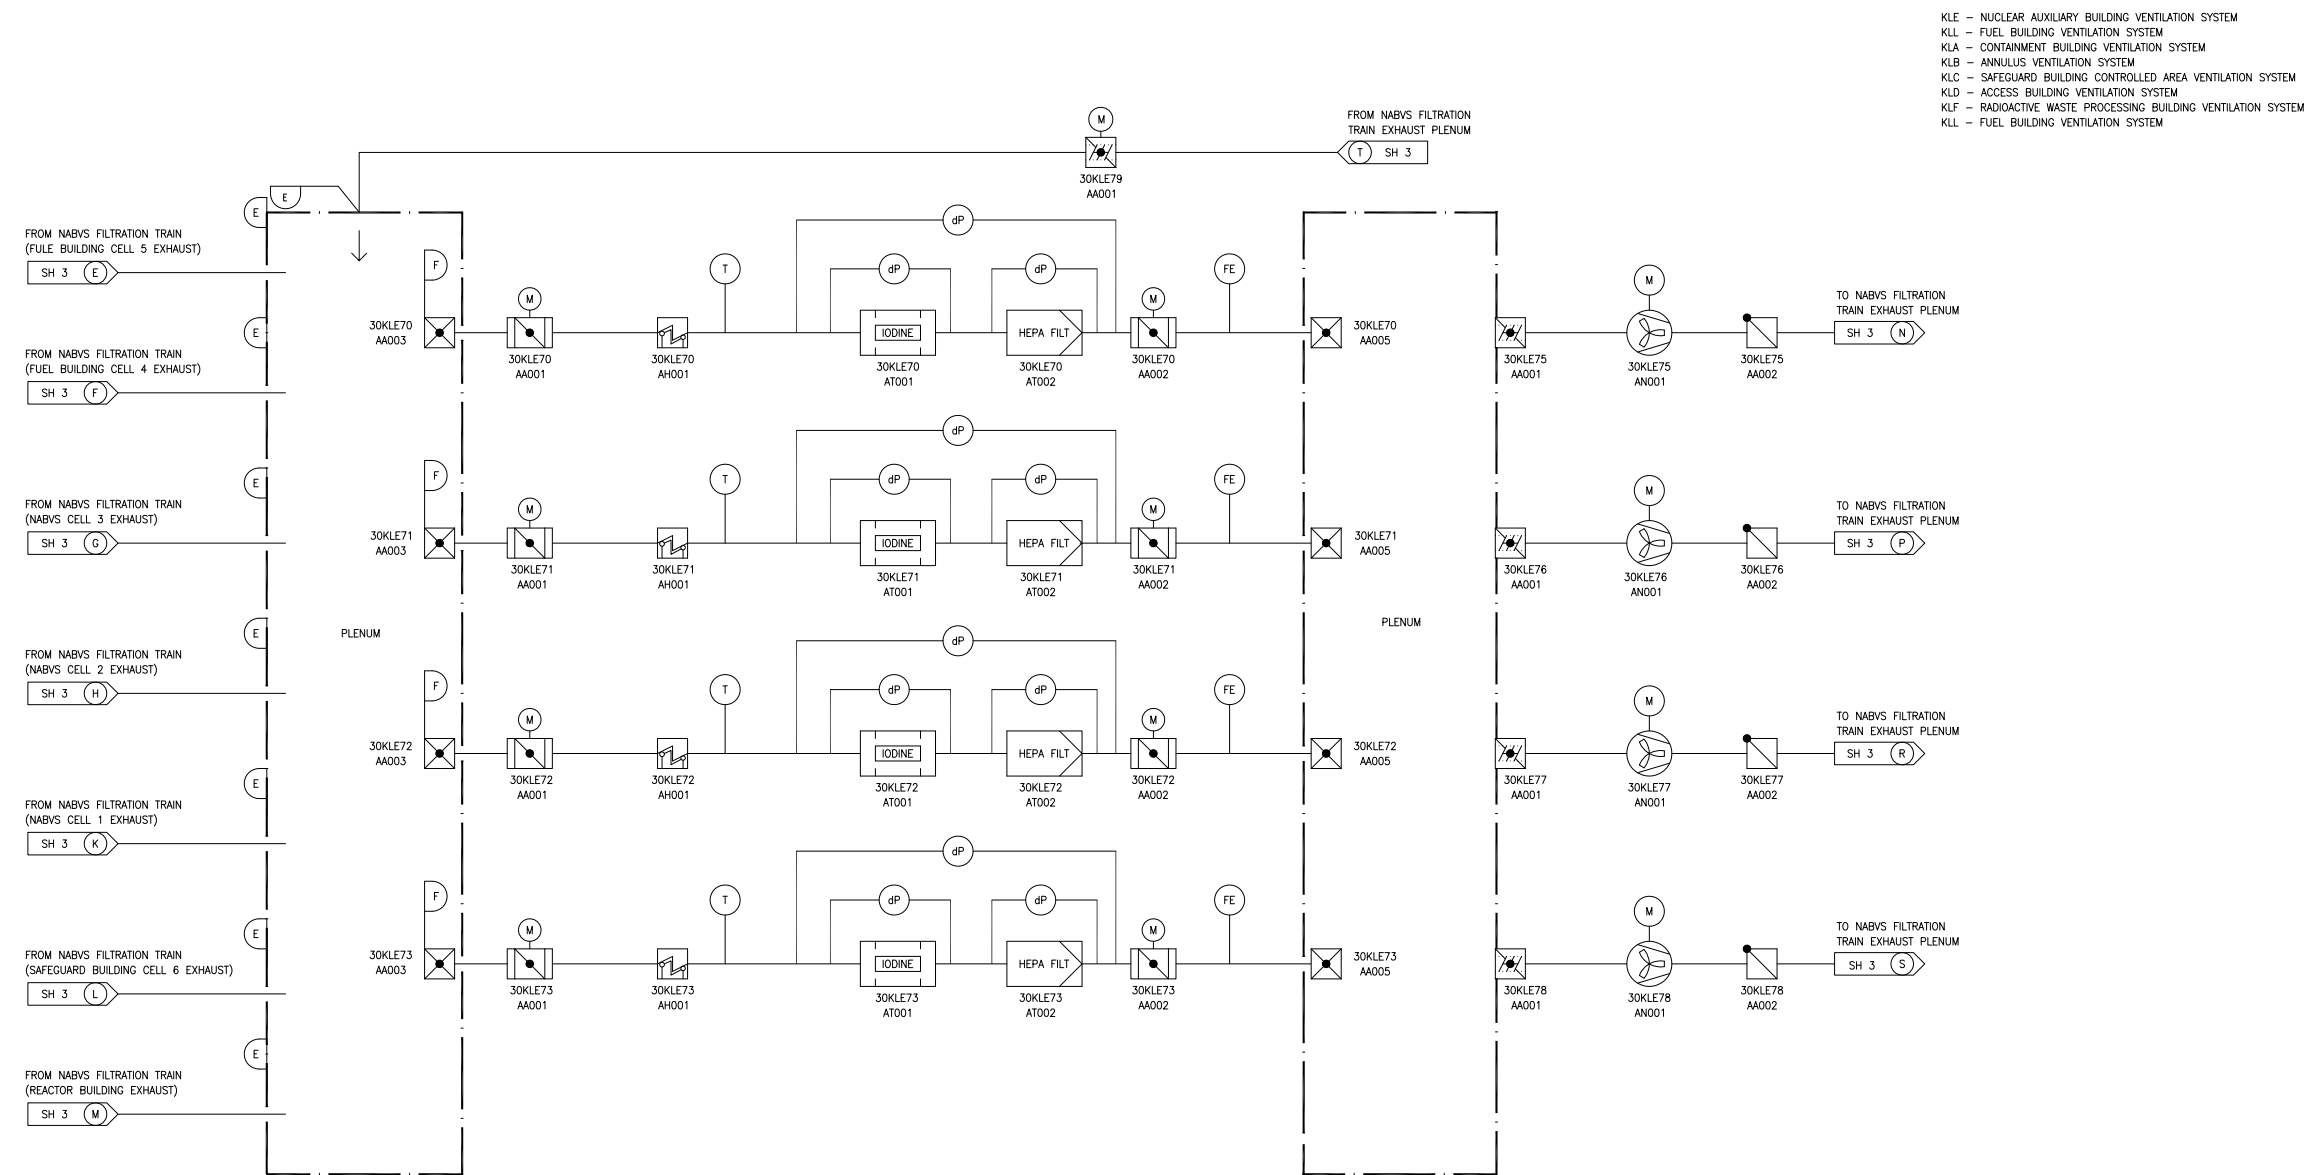 KLE – NUCLEAR AUXILIARY BUILDING VENTILATION SYSTEM
KLL – FUEL BUILDING VENTILATION SYSTEM
KLA – CONTAINMENT BUILDING VENTILATION SYSTEM
KLB – ANNULUS VENTILATION SYSTEM
KLC – SAFEGUARD BUILDING CONTROLLED AREA VENTILATION SYSTEM
KLD – ACCESS BUILDING VENTILATION SYSTEM
KLF – RADIOACTIVE WASTE PROCESSING BUILDING VENTILATION SYSTEM
KLL – FUEL BUILDING VENTILATION SYSTEM
M
30KLE79
AA001
FROM NABVS FILTRATION
TRAIN EXHAUST PLENUM
T SH 3
E
E
FROM NABVS FILTRATION TRAIN
(FULE BUILDING CELL 5 EXHAUST)
SH 3 E
E
FROM NABVS FILTRATION TRAIN
(FUEL BUILDING CELL 4 EXHAUST)
SH 3 F
E
FROM NABVS FILTRATION TRAIN
(NABVS CELL 3 EXHAUST)
SH 3 G
E
FROM NABVS FILTRATION TRAIN
(NABVS CELL 2 EXHAUST)
SH 3 H
E
FROM NABVS FILTRATION TRAIN
(NABVS CELL 1 EXHAUST)
SH 3 K
E
FROM NABVS FILTRATION TRAIN
(SAFEGUARD BUILDING CELL 6 EXHAUST)
SH 3 L
E
FROM NABVS FILTRATION TRAIN
(REACTOR BUILDING EXHAUST)
SH 3 M
PLENUM
F
30KLE70
AA003
M
30KLE70
AA001
30KLE70
AH001
T
dP
dP
dP
IODINE
30KLE70
AT001
HEPA FILT
30KLE70
AT002
M
30KLE70
AA002
FE
30KLE70
AA005
30KLE75
AA001
M
30KLE75
AN001
30KLE75
AA002
TO NABVS FILTRATION
TRAIN EXHAUST PLENUM
SH 3 N
F
30KLE71
AA003
M
30KLE71
AA001
30KLE71
AH001
T
dP
dP
dP
IODINE
30KLE71
AT001
HEPA FILT
30KLE71
AT002
M
30KLE71
AA002
FE
30KLE71
AA005
30KLE76
AA001
M
30KLE76
AN001
30KLE76
AA002
TO NABVS FILTRATION
TRAIN EXHAUST PLENUM
SH 3 P
PLENUM
F
30KLE72
AA003
M
30KLE72
AA001
30KLE72
AH001
T
dP
dP
dP
IODINE
30KLE72
AT001
HEPA FILT
30KLE72
AT002
M
30KLE72
AA002
FE
30KLE72
AA005
30KLE77
AA001
M
30KLE77
AN001
30KLE77
AA002
TO NABVS FILTRATION
TRAIN EXHAUST PLENUM
SH 3 R
F
30KLE73
AA003
M
30KLE73
AA001
30KLE73
AH001
T
dP
dP
dP
IODINE
30KLE73
AT001
HEPA FILT
30KLE73
AT002
M
30KLE73
AA002
FE
30KLE73
AA005
30KLE78
AA001
M
30KLE78
AN001
30KLE78
AA002
TO NABVS FILTRATION
TRAIN EXHAUST PLENUM
SH 3 S